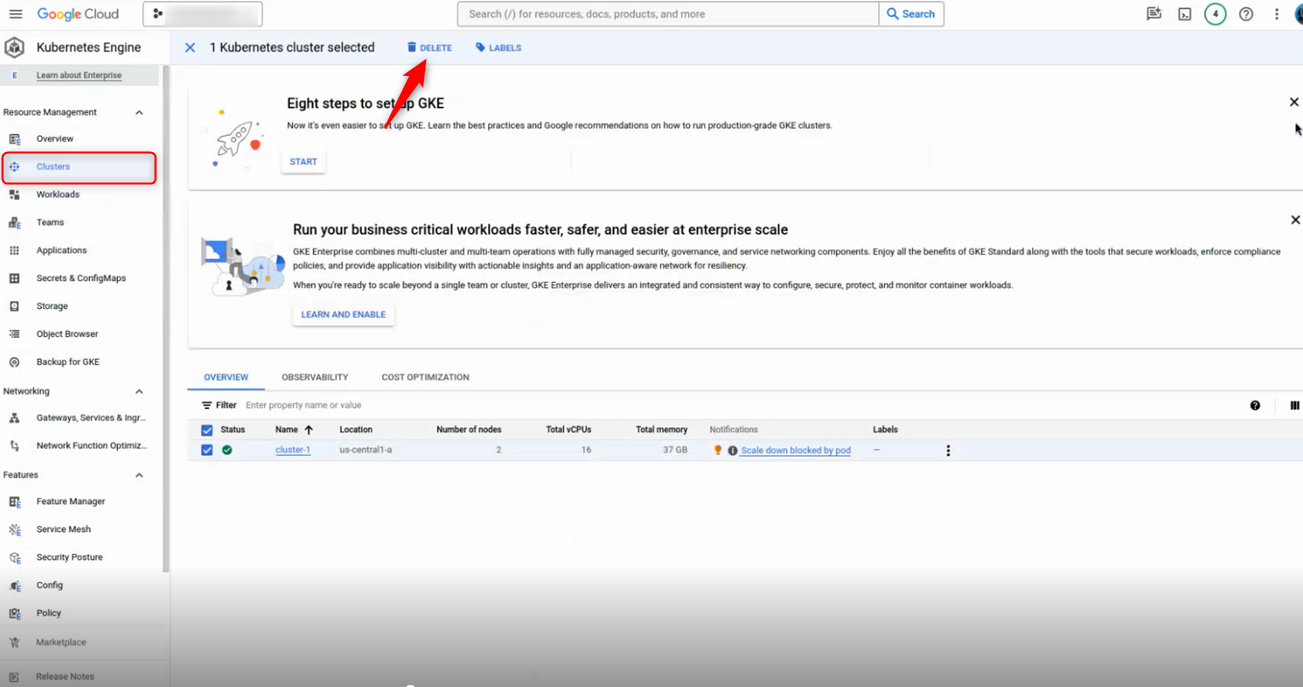 Google Cloud
Search (/) for resources, docs, products, and more
Search
4
Kubernetes Engine
1 Kubernetes cluster selected
DELETE
LABELS
E
Learn about Enterprise
Resource Management
Overview
Clusters
Workloads
Teams
Applications
Secrets & ConfigMaps
Storage
Object Browser
Backup for GKE
Networking
Gateways, Services & Ingr...
Network Function Optimiz...
Features
Feature Manager
Service Mesh
Security Posture
Config
Policy
Marketplace
Release Notes
Eight steps to set up GKE
Now it's even easier to set up GKE. Learn the best practices and Google recommendations on how to run production-grade GKE clusters.
START
Run your business critical workloads faster, safer, and easier at enterprise scale
GKE Enterprise combines multi-cluster and multi-team operations with fully managed security, governance, and service networking components. Enjoy all the benefits of GKE Standard along with the tools that secure workloads, enforce compliance
policies, and provide application visibility with actionable insights and an application-aware network for resiliency.
When you're ready to scale beyond a single team or cluster, GKE Enterprise delivers an integrated and consistent way to configure, secure, protect, and monitor container workloads.
LEARN AND ENABLE
OVERVIEW
OBSERVABILITY
COST OPTIMIZATION
Filter Enter property name or value
Status Name Location Number of nodes Total vCPUs Total memory Notifications Labels
cluster-1 us-central1-a 2 16 37 GB Scale down blocked by pod –